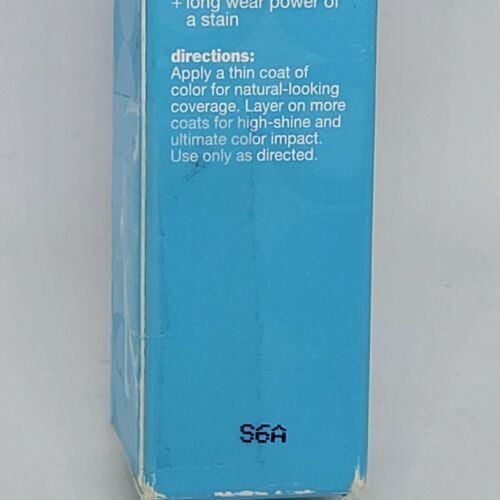 + long wear power of
a stain
directions:
Apply a thin coat of
color for natural-looking
coverage. Layer on more
coats for high-shine and
ultimate color impact.
Use only as directed.
S6A